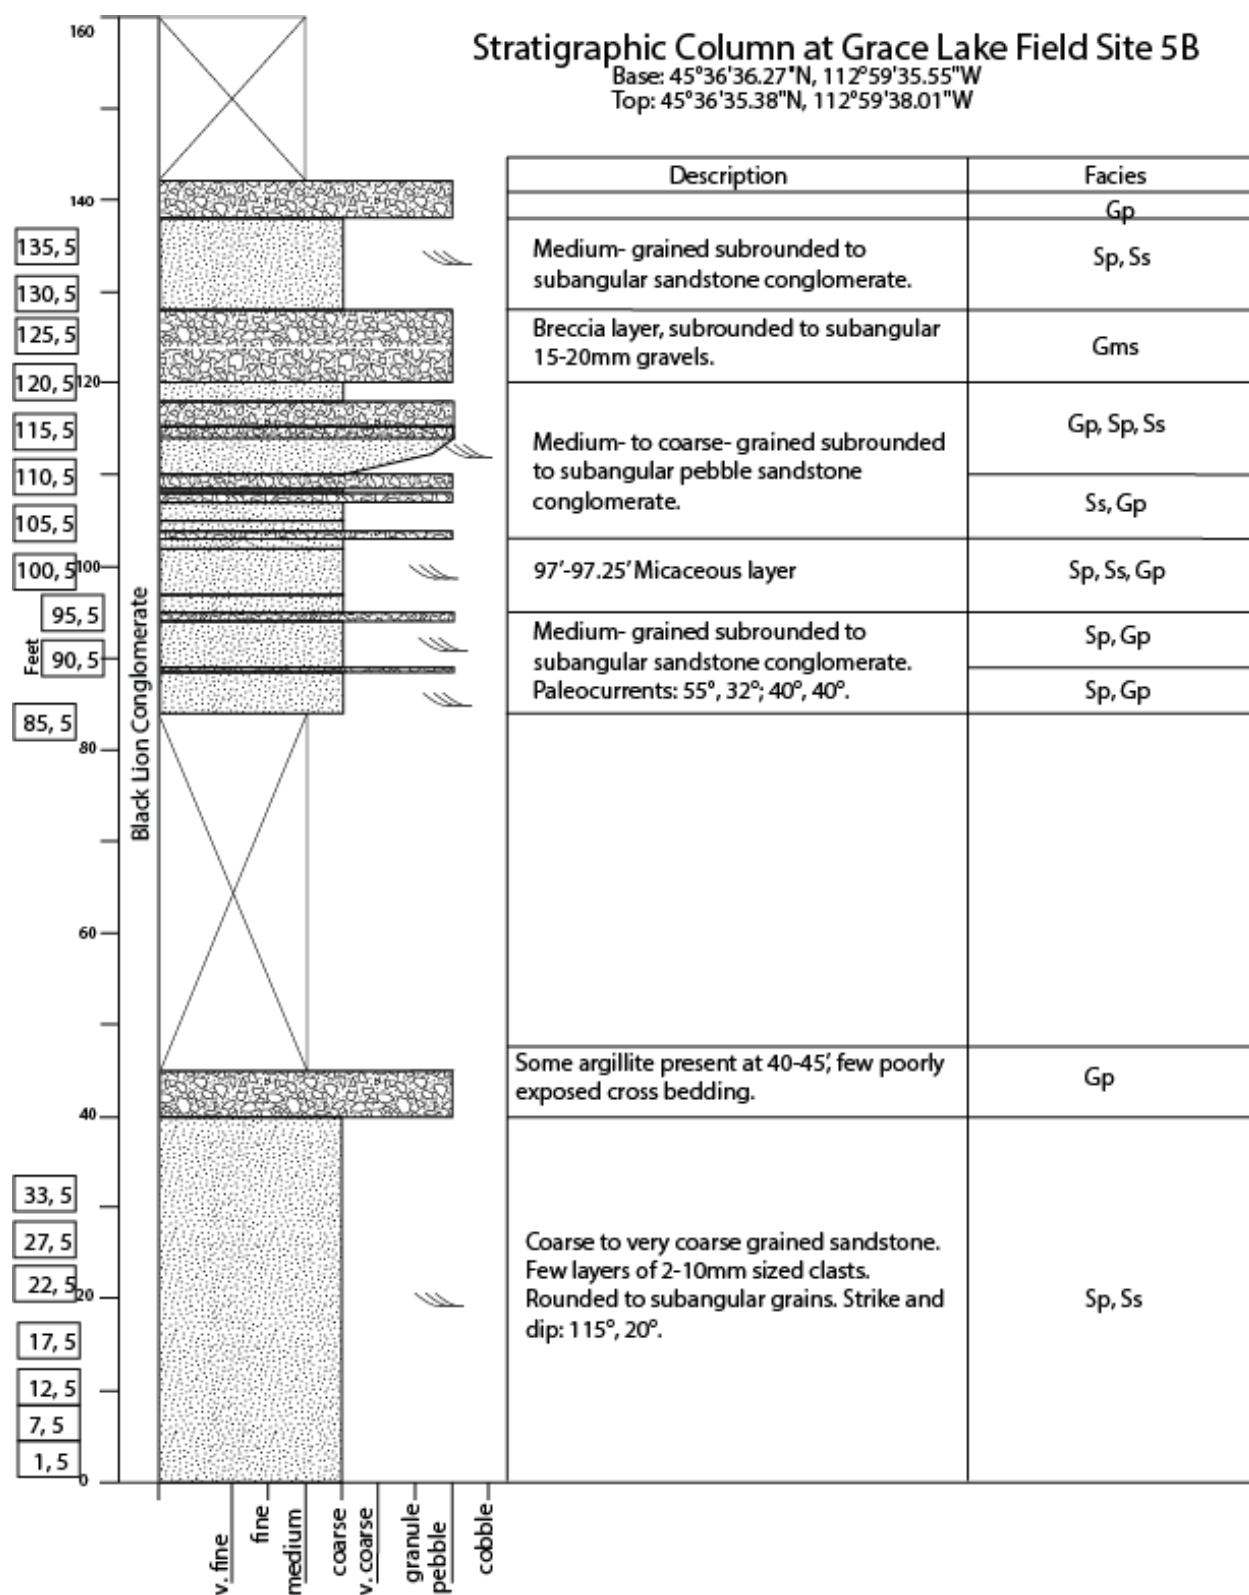 Stratigraphic Column at Grace Lake Field Site 5B
Base: 45°36'36.27"N, 112°59'35.55"W
Top: 45°36'35.38"N, 112°59'38.01"W
Description
Facies
Gp
Medium- grained subrounded to
subangular sandstone conglomerate.
Sp, Ss
Breccia layer, subrounded to subangular
15-20mm gravels.
Gms
Medium- to coarse- grained subrounded
to subangular pebble sandstone
conglomerate.
Gp, Sp, Ss
Ss, Gp
97'-97.25' Micaceous layer
Sp, Ss, Gp
Medium- grained subrounded to
subangular sandstone conglomerate.
Paleocurrents: 55°, 32°; 40°, 40°.
Sp, Gp
Sp, Gp
Some argillite present at 40-45', few poorly
exposed cross bedding.
Gp
Coarse to very coarse grained sandstone.
Few layers of 2-10mm sized clasts.
Rounded to subangular grains. Strike and
dip: 115°, 20°.
Sp, Ss
160
140
120
100
80
60
40
20
0
135, 5
130, 5
125, 5
120, 5
115, 5
110, 5
105, 5
100, 5
95, 5
90, 5
85, 5
33, 5
27, 5
22, 5
17, 5
12, 5
7, 5
1, 5
Feet
Black Lion Conglomerate
v. fine
fine
medium
coarse
v. coarse
granule
pebble
cobble